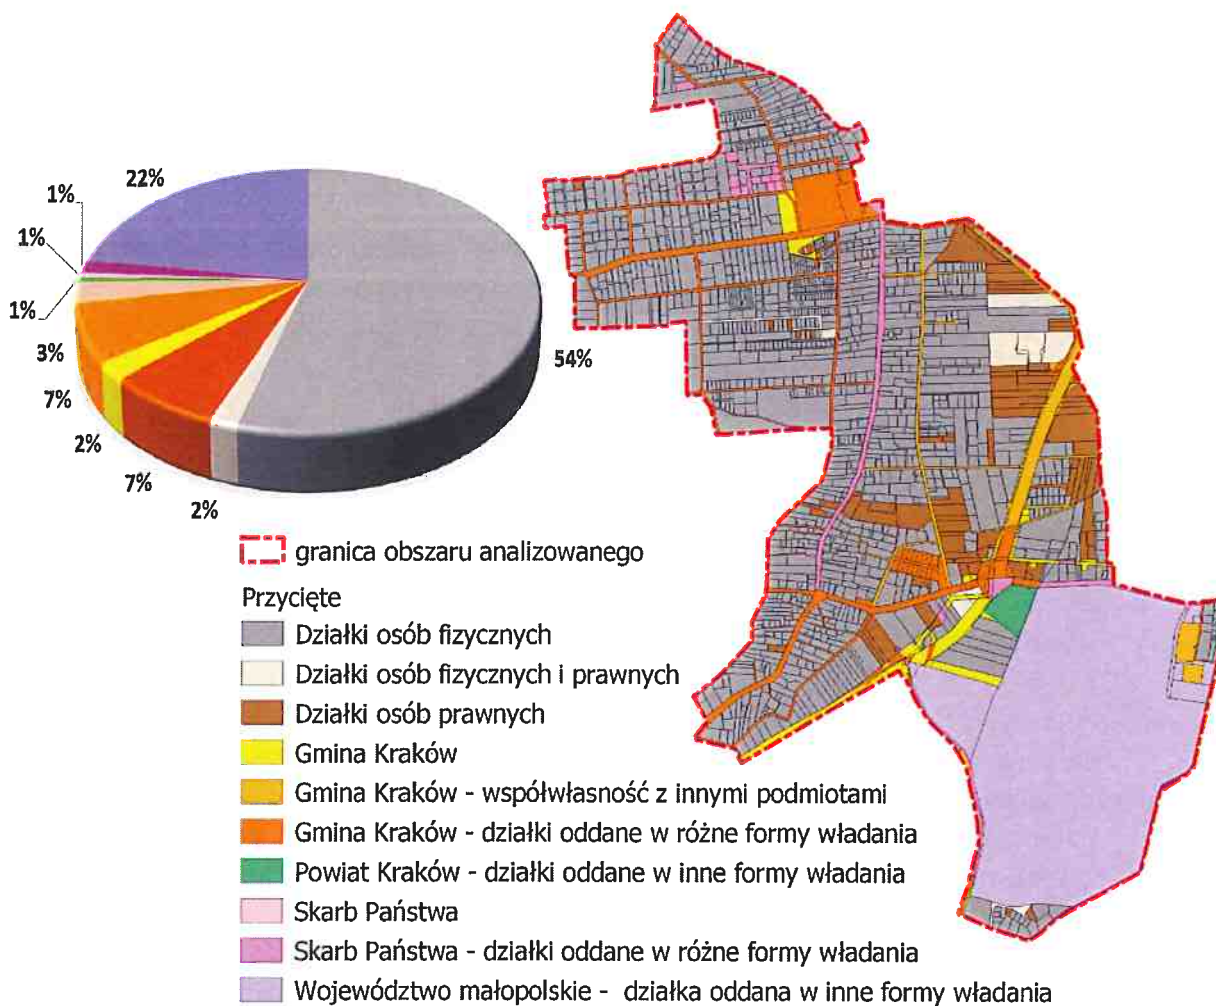 22%
1%
1%
1%
3%
7%
2%
7%
2%
54%
granica obszaru analizowanego
Przycięte
Działki osób fizycznych
Działki osób fizycznych i prawnych
Działki osób prawnych
Gmina Kraków
Gmina Kraków - współwłasność z innymi podmiotami
Gmina Kraków - działki oddane w różne formy władania
Powiat Kraków - działki oddane w inne formy władania
Skarb Państwa
Skarb Państwa - działki oddane w różne formy władania
Województwo małopolskie - działka oddana w inne formy władania